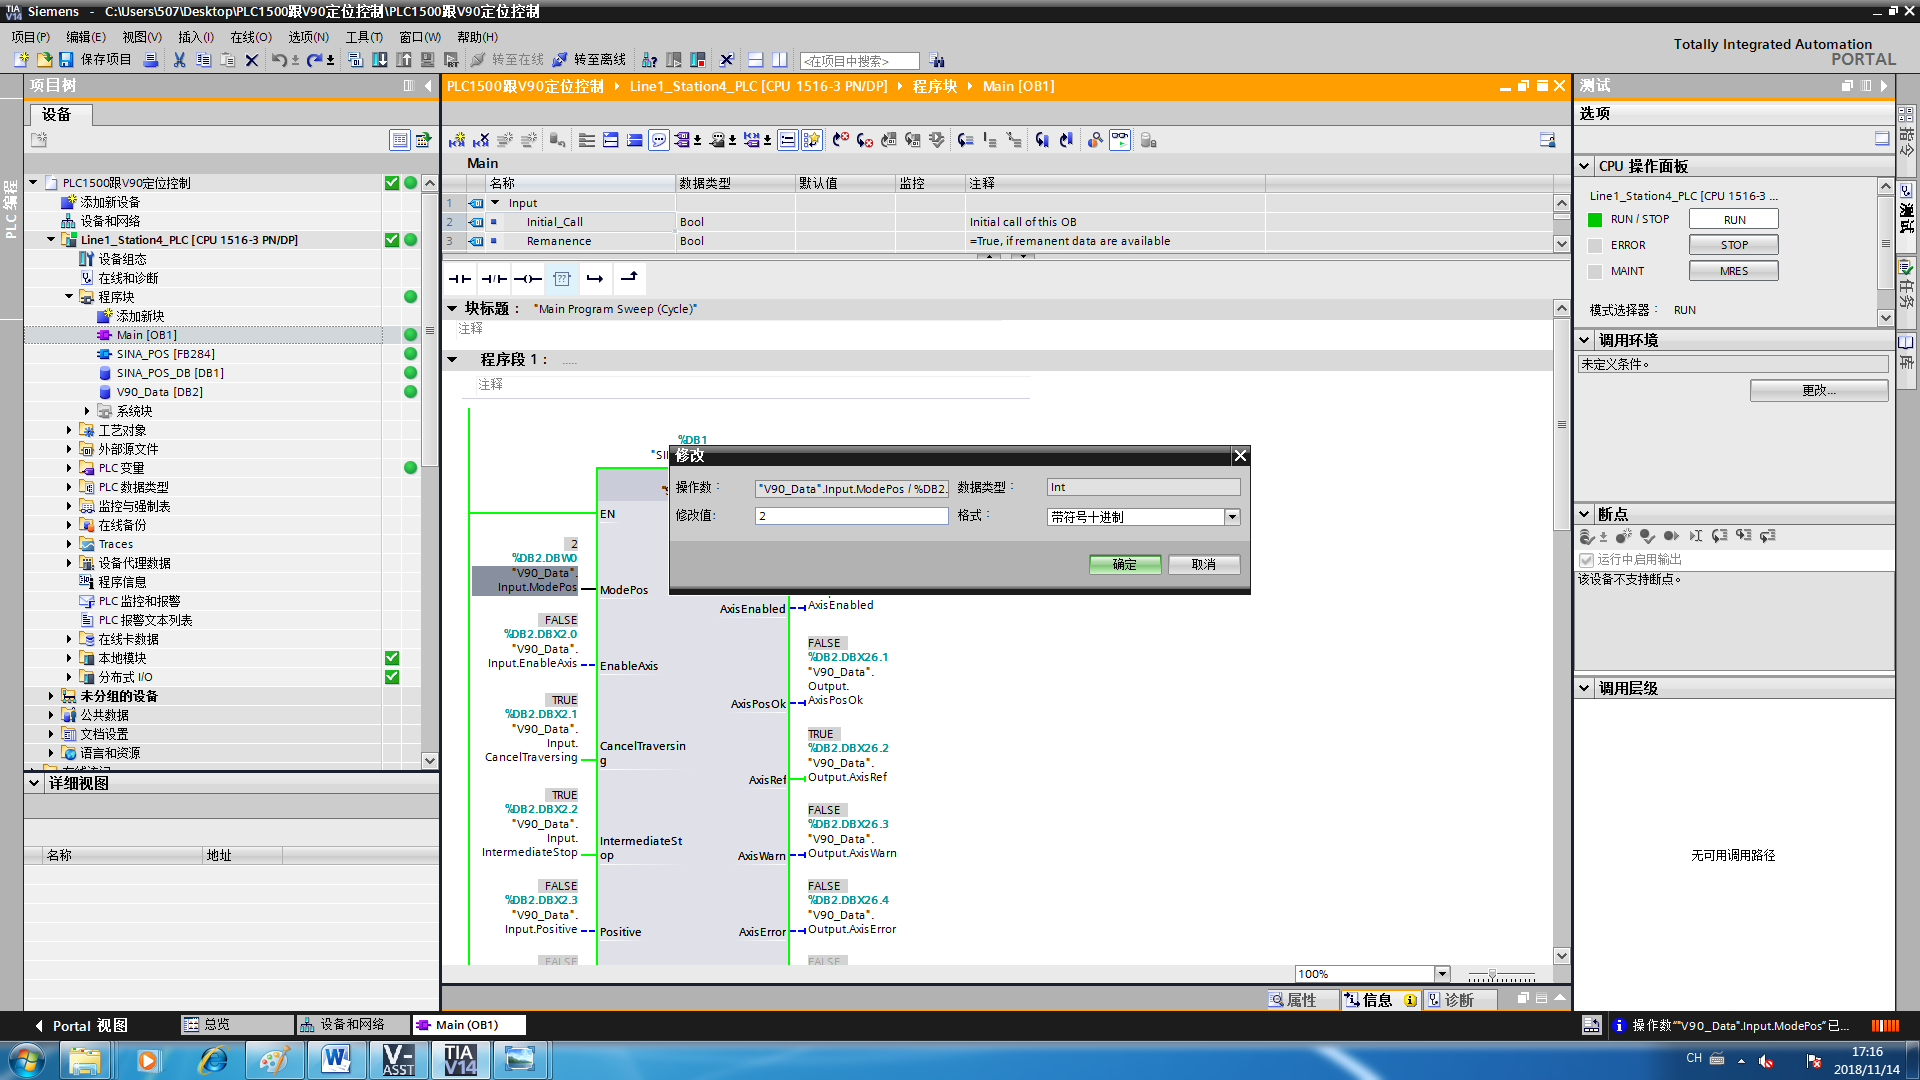 Siemens - C:\Users\507\Desktop\PLC1500跟V90定位控制\PLC1500跟V90定位控制
项目(P) 编辑(E) 视图(V) 插入(I) 在线(O) 选项(N) 工具(T) 窗口(W) 帮助(H)
Totally Integrated Automation
PORTAL
保存项目 转至在线 转至离线 <在项目中搜索>
项目树
设备
PLC 编程
PLC1500跟V90定位控制
添加新设备
设备和网络
Line1_Station4_PLC [CPU 1516-3 PN/DP]
设备组态
在线和诊断
程序块
添加新块
Main [OB1]
SINA_POS [FB284]
SINA_POS_DB [DB1]
V90_Data [DB2]
系统块
工艺对象
外部源文件
PLC 变量
PLC 数据类型
监控与强制表
在线备份
Traces
设备代理数据
程序信息
PLC 监控和报警
PLC 报警文本列表
在线卡数据
本地模块
分布式 I/O
未分组的设备
公共数据
文档设置
语言和资源
详细视图
名称 地址
PLC1500跟V90定位控制 Line1_Station4_PLC [CPU 1516-3 PN/DP] 程序块 Main [OB1]
Main
名称 数据类型 默认值 监控 注释
1 Input
2 Initial_Call Bool Initial call of this OB
3 Remanence Bool =True, if remanent data are available
块标题： "Main Program Sweep (Cycle)"
注释
程序段 1： .....
注释
%DB1
"SI
EN
2
%DB2.DBW0
"V90_Data".
Input.ModePos
ModePos
FALSE
%DB2.DBX2.0
"V90_Data".
Input.EnableAxis
EnableAxis
TRUE
%DB2.DBX2.1
"V90_Data".
Input.
CancelTraversing
CancelTraversin
g
TRUE
%DB2.DBX2.2
"V90_Data".
Input.
IntermediateStop
IntermediateSt
op
FALSE
%DB2.DBX2.3
"V90_Data".
Input.Positive
Positive
FALSE
AxisEnabled
AxisEnabled
FALSE
%DB2.DBX26.1
"V90_Data".
Output.
AxisPosOk
AxisPosOk
TRUE
%DB2.DBX26.2
"V90_Data".
Output.AxisRef
AxisRef
FALSE
%DB2.DBX26.3
"V90_Data".
Output.AxisWarn
AxisWarn
FALSE
%DB2.DBX26.4
"V90_Data".
Output.AxisError
AxisError
FALSE
修改
操作数： "V90_Data".Input.ModePos / %DB2. 数据类型： Int
修改值: 2 格式： 带符号十进制
确定 取消
100%
属性 信息 诊断
测试
选项
CPU 操作面板
Line1_Station4_PLC [CPU 1516-3 ...
RUN / STOP RUN
ERROR STOP
MAINT MRES
模式选择器： RUN
调用环境
未定义条件。
更改...
断点
运行中启用输出
该设备不支持断点。
调用层级
无可用调用路径
指令
测试
任务
库
Portal 视图 总览 设备和网络 Main (OB1)
操作数""V90_Data".Input.ModePos"已...
V-ASST
TIA V14
CH
17:16
2018/11/14